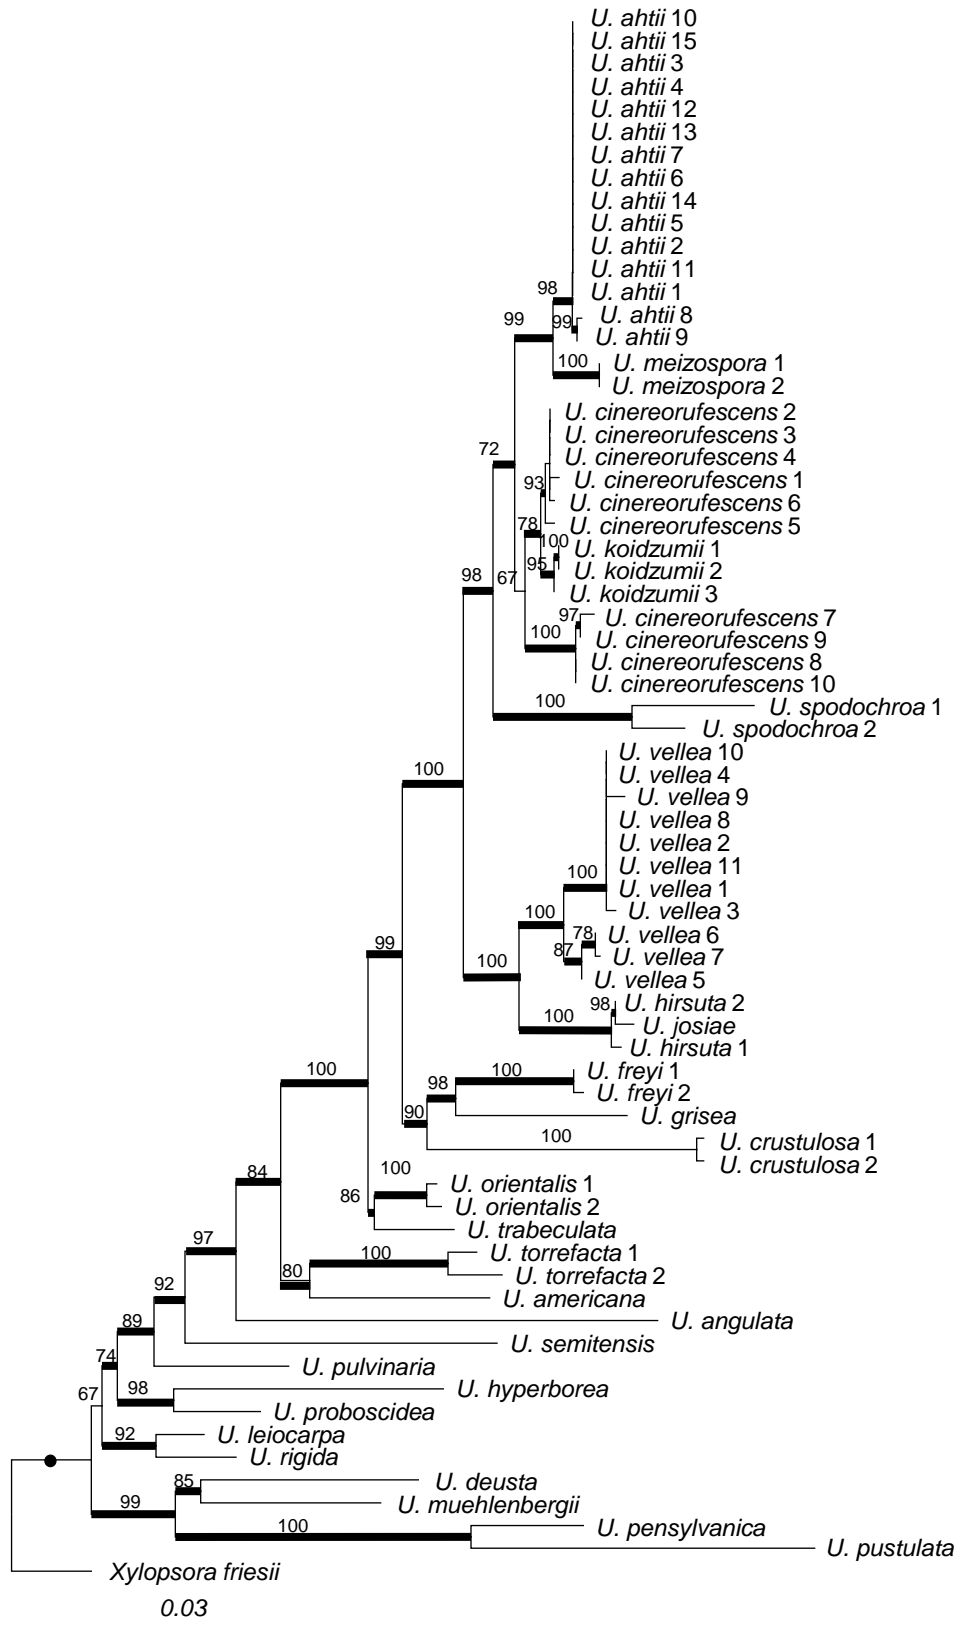 U. ahtii 10
U. ahtii 15
U. ahtii 3
U. ahtii 4
U. ahtii 12
U. ahtii 13
U. ahtii 7
U. ahtii 6
U. ahtii 14
U. ahtii 5
U. ahtii 2
U. ahtii 11
98
U. ahtii 1
99
99
U. ahtii 8
U. ahtii 9
100
U. meizospora 1
U. meizospora 2
U. cinereorufescens 2
U. cinereorufescens 3
72
U. cinereorufescens 4
93
U. cinereorufescens 1
U. cinereorufescens 6
78
U. cinereorufescens 5
100
U. koidzumii 1
98
67
95
U. koidzumii 2
U. koidzumii 3
97
U. cinereorufescens 7
100
U. cinereorufescens 9
U. cinereorufescens 8
U. cinereorufescens 10
100
U. spodochroa 1
U. spodochroa 2
U. vellea 10
100
U. vellea 4
U. vellea 9
U. vellea 8
U. vellea 2
U. vellea 11
100
U. vellea 1
100
U. vellea 3
99
87
78
U. vellea 6
U. vellea 7
100
U. vellea 5
98
U. hirsuta 2
100
U. josiae
U. hirsuta 1
100
100
U. freyi 1
98
U. freyi 2
90
U. grisea
100
U. crustulosa 1
U. crustulosa 2
84
100
U. orientalis 1
86
U. orientalis 2
U. trabeculata
97
100
U. torrefacta 1
80
U. torrefacta 2
92
U. americana
89
U. angulata
74
U. semitensis
U. pulvinaria
67
98
U. hyperborea
U. proboscidea
92
U. leiocarpa
U. rigida
85
U. deusta
99
U. muehlenbergii
100
U. pensylvanica
U. pustulata
Xylopsora friesii
0.03